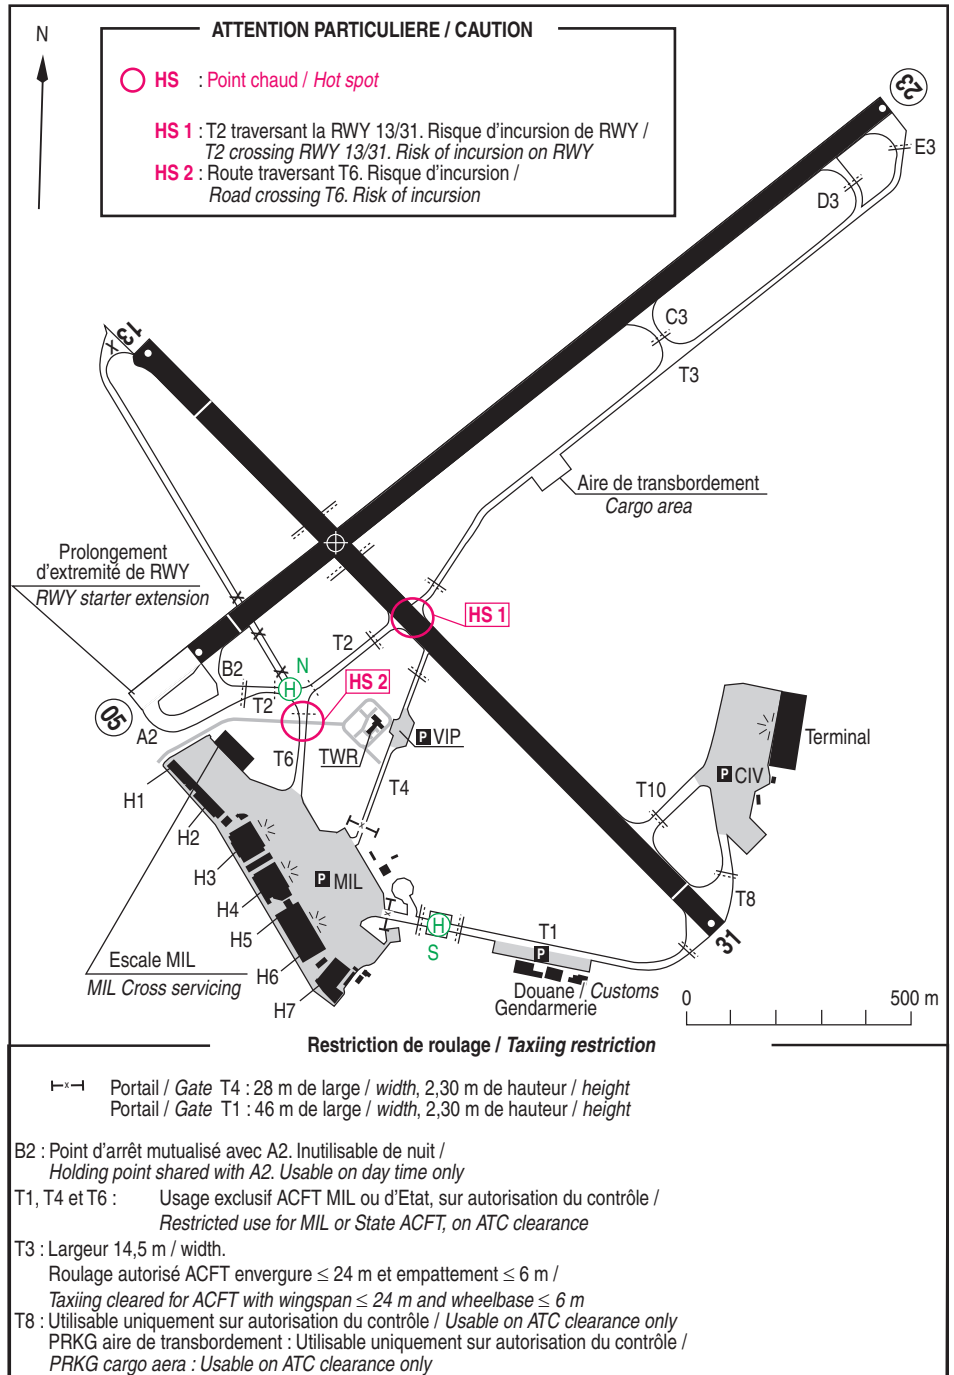 N
ATTENTION PARTICULIERE / CAUTION
HS : Point chaud / Hot spot
HS 1 : T2 traversant la RWY 13/31. Risque d'incursion de RWY /
T2 crossing RWY 13/31. Risk of incursion on RWY
HS 2 : Route traversant T6. Risque d'incursion /
Road crossing T6. Risk of incursion
23
E3
D3
C3
T3
13
X
Aire de transbordement
Cargo area
Prolongement
d'extremité de RWY
RWY starter extension
HS 1
T2
B2
N
H
HS 2
T2
05
A2
T6
TWR
P VIP
Terminal
T10
P CIV
T4
H1
H2
H3
P MIL
H4
T8
H5
H
S
T1
31
P
Escale MIL
MIL Cross servicing
H6
H7
Douane / Customs
Gendarmerie
0 500 m
Restriction de roulage / Taxiing restriction
x Portail / Gate T4 : 28 m de large / width, 2,30 m de hauteur / height
Portail / Gate T1 : 46 m de large / width, 2,30 m de hauteur / height
B2 : Point d'arrêt mutualisé avec A2. Inutilisable de nuit /
Holding point shared with A2. Usable on day time only
T1, T4 et T6 : Usage exclusif ACFT MIL ou d'Etat, sur autorisation du contrôle /
Restricted use for MIL or State ACFT, on ATC clearance
T3 : Largeur 14,5 m / width.
Roulage autorisé ACFT envergure ≤ 24 m et empattement ≤ 6 m /
Taxiing cleared for ACFT with wingspan ≤ 24 m and wheelbase ≤ 6 m
T8 : Utilisable uniquement sur autorisation du contrôle / Usable on ATC clearance only
PRKG aire de transbordement : Utilisable uniquement sur autorisation du contrôle /
PRKG cargo aera : Usable on ATC clearance only